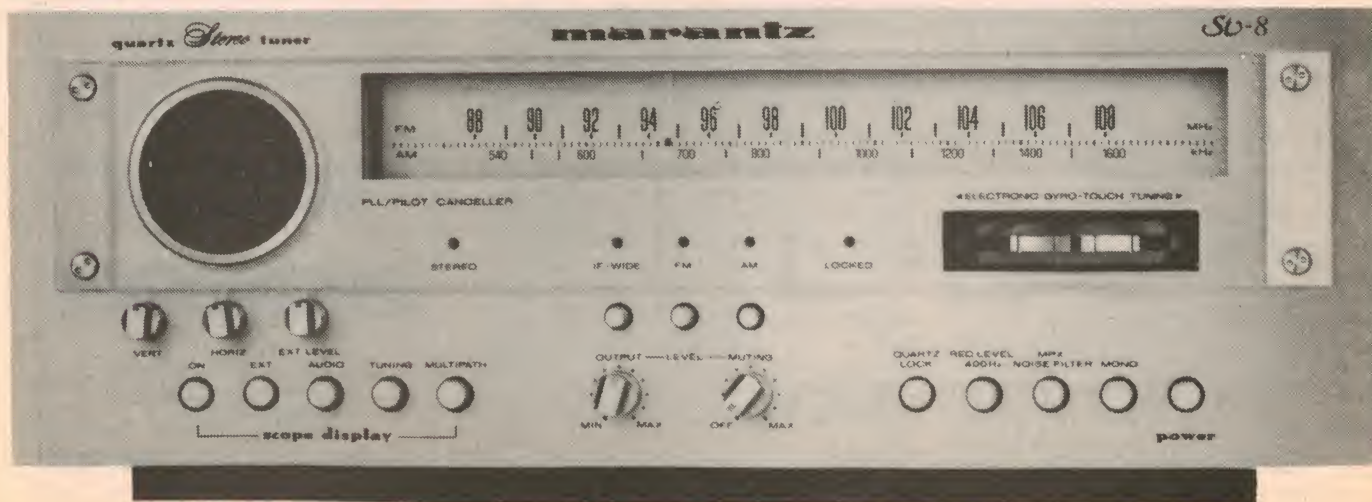 quartz Stereo tuner
marantz
St-8
FM 88 90 92 94 96 98 100 102 104 106 108 MHz
AM 540 600 700 800 1000 1200 1400 1600 kHz
PLL/PILOT CANCELLER
◄ELECTRONIC GYRO-TOUCH TUNING►
STEREO IF-WIDE FM AM LOCKED
VERT HORIZ EXT LEVEL
ON EXT AUDIO TUNING MULTIPATH
scope display
OUTPUT — LEVEL — MUTING
MIN MAX OFF MAX
QUARTZ LOCK REC LEVEL 400Hz MPX NOISE FILTER MONO
power